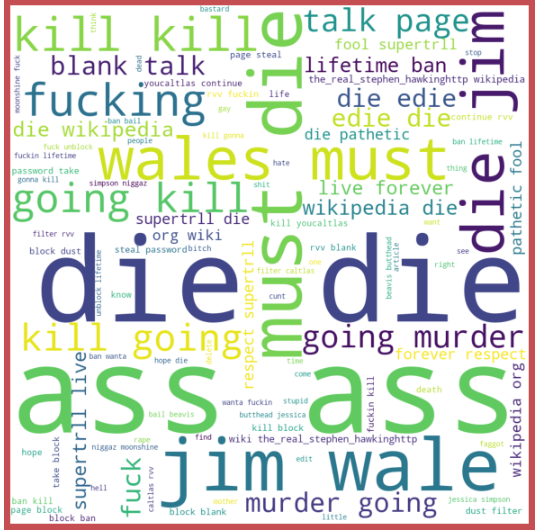 bastard
think
kill kill
die
talk page
jim
page steal
fool supertrll
stop
blank talk
lifetime ban
moonshine fuck
dead
youcaltlas continue
the_real_stephen_hawkinghttp wikipedia
fucking
rvv fuckin
life
die edie
gay
continue rvv
ban bail
die wikipedia
people
kill gonna
edie die
die pathetic
ban lifetime
fuck unblock
wales must
fuckin lifetime
hate
thing
password take
gonna kill
simpson niggaz
shit
live forever
going kill
supertrll die
wikipedia die
pathetic fool
die
org wiki
kill youcaltlas
want
filter rvv
block dust
steal password
bitch
rvv blank
beavis butthead
article
see
one
right
filter caltlas
unblock lifetime
know
cunt
die die
must
kill going
respect supertrll
going murder
forever respect
ban wanta
hope die
time
ass ass
supertrll live
bail beavis
come
death
wanta fuckin
stupid
butthead jessica
fuckin kill
kill block
wikipedia org
hope
take block
niggaz moonshine
rape
find
wiki the_real_stephen_hawkinghttp
faggot
fuck
jim wale
hell
edit
caltlas rvv
mother
ban kill
page block
block ban
block blank
murder going
little
jessica simpson
dust filter